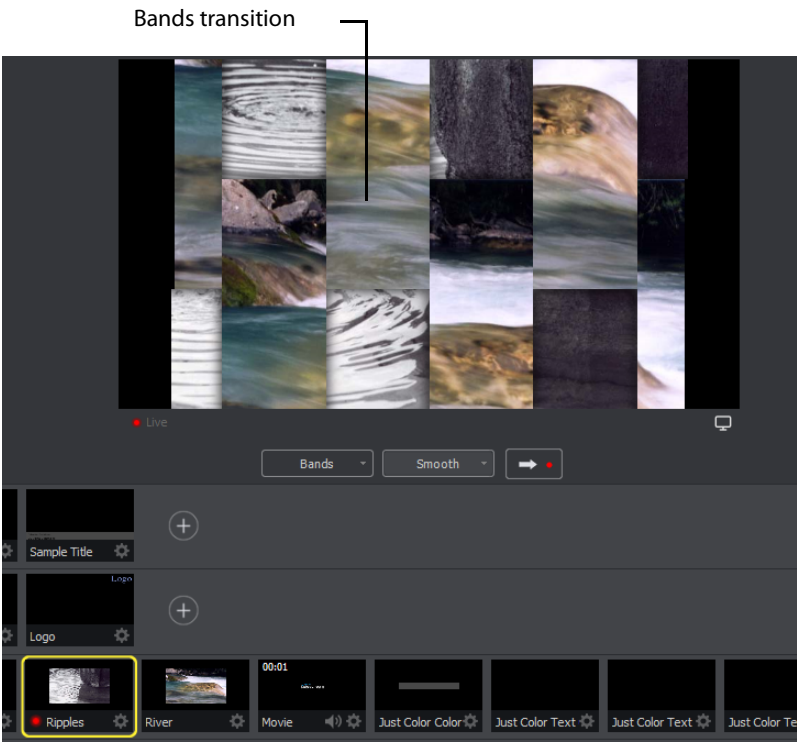 Bands transition
Live
Bands
Smooth
Sample Title
Logo
Logo
00:01
Ripples
River
Movie
Just Color Color
Just Color Text
Just Color Text
Just Color Te